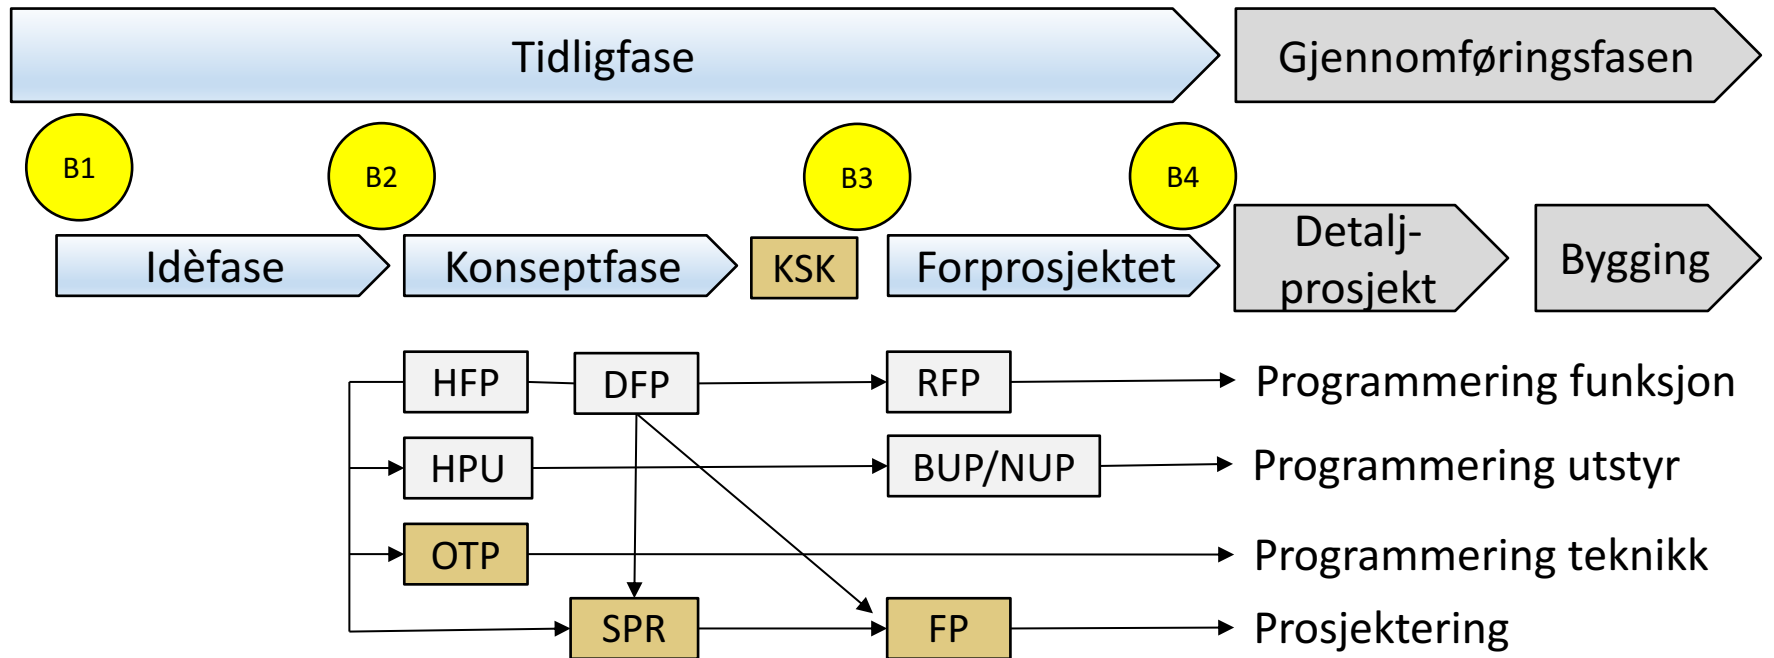 Tidligfase
Gjennomføringsfasen
B1
B2
B3
B4
Idèfase
Konseptfase
KSK
Forprosjektet
Detalj-
prosjekt
Bygging
HFP
DFP
RFP
Programmering funksjon
HPU
BUP/NUP
Programmering utstyr
OTP
Programmering teknikk
SPR
FP
Prosjektering